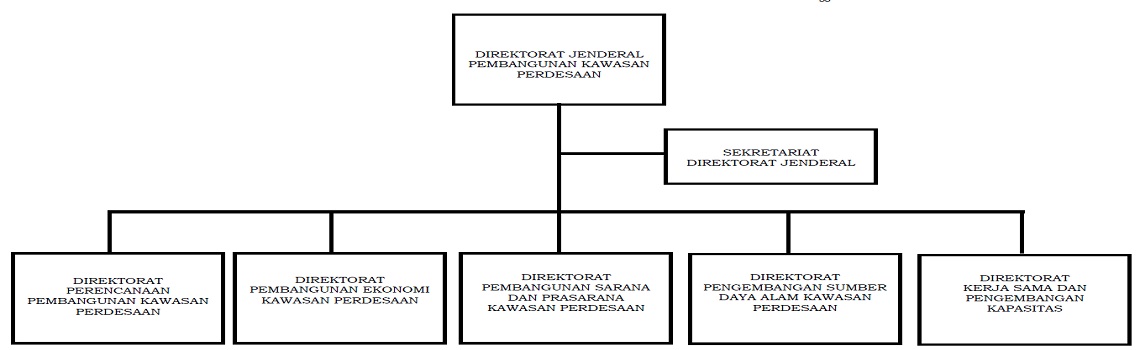 DIREKTORAT JENDERAL
PEMBANGUNAN KAWASAN
PERDESAAN
SEKRETARIAT
DIREKTORAT JENDERAL
DIREKTORAT
PERENCANAAN
PEMBANGUNAN KAWASAN
PERDESAAN
DIREKTORAT
PEMBANGUNAN EKONOMI
KAWASAN PERDESAAN
DIREKTORAT
PEMBANGUNAN SARANA
DAN PRASARANA
KAWASAN PERDESAAN
DIREKTORAT
PENGEMBANGAN SUMBER
DAYA ALAM KAWASAN
PERDESAAN
DIREKTORAT
KERJA SAMA DAN
PENGEMBANGAN
KAPASITAS